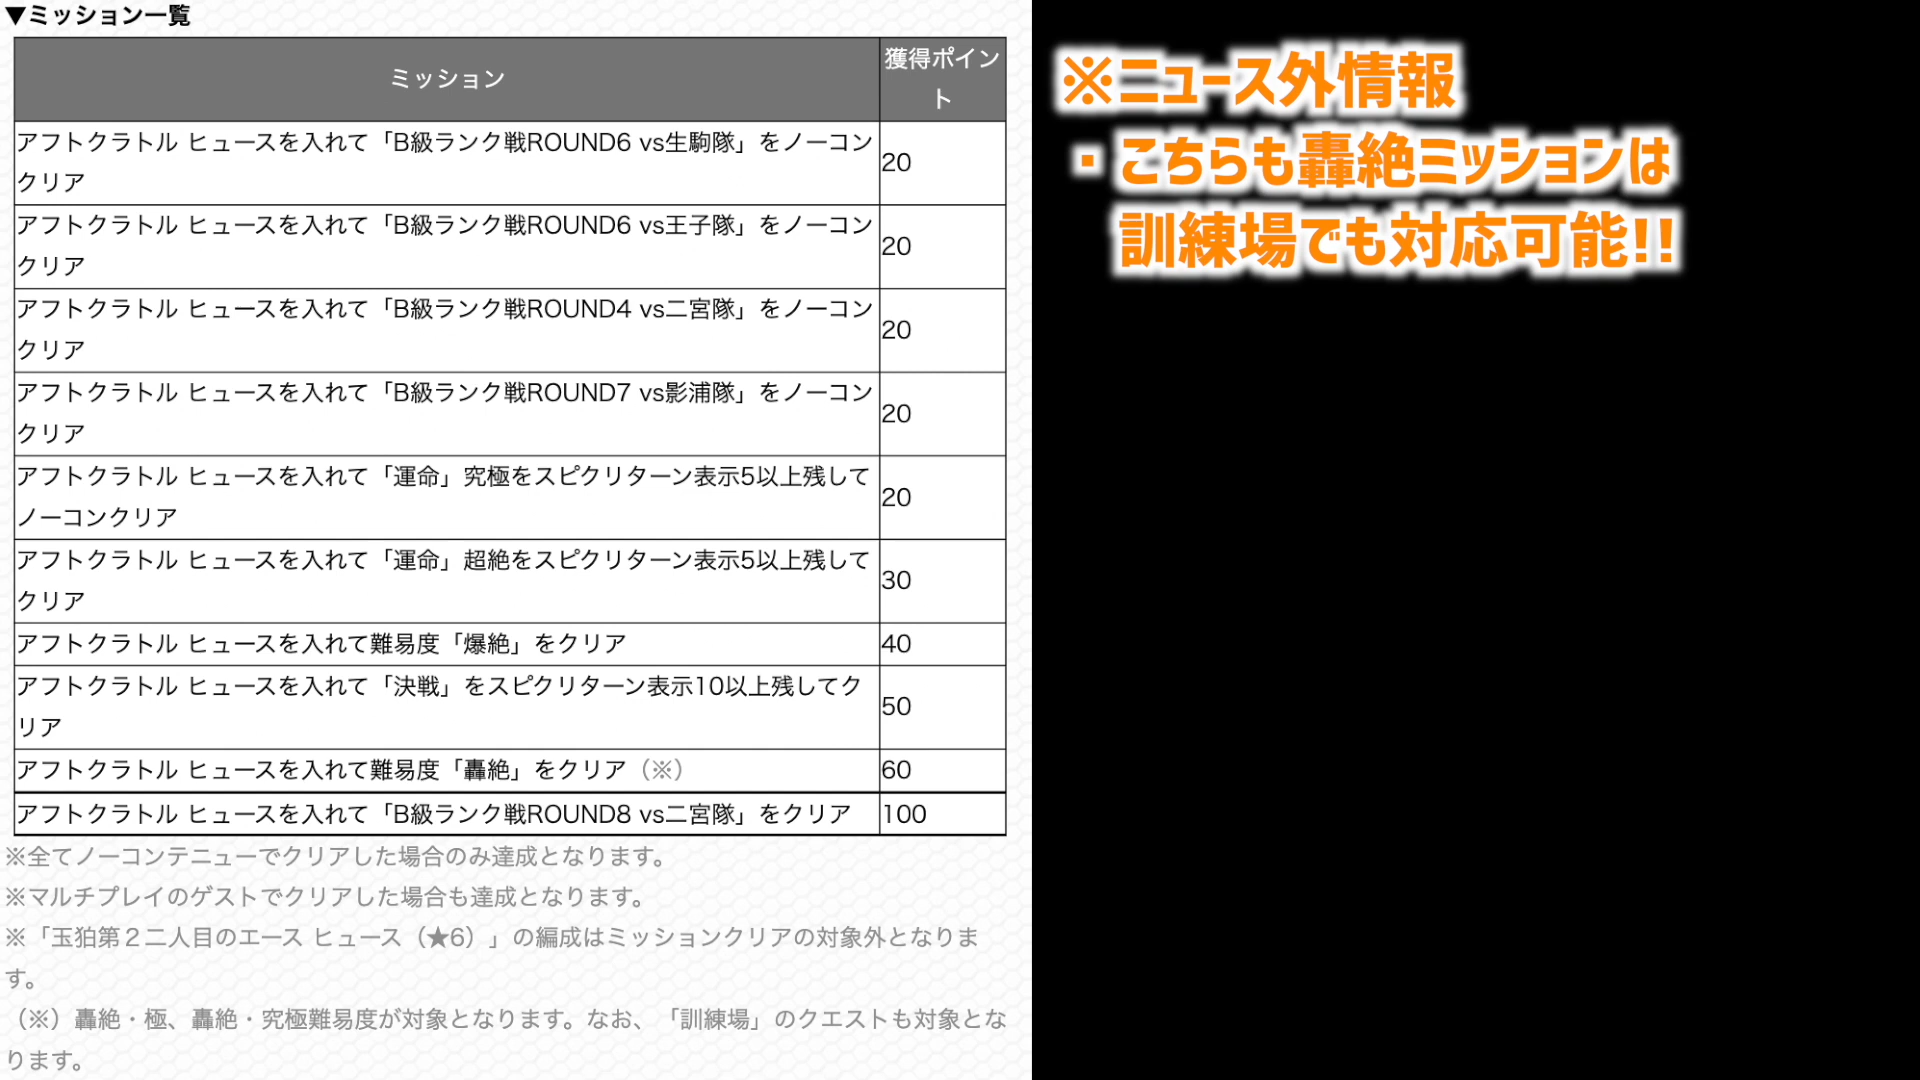 ▼ミッション一覧
ミッション
獲得ポイン
ト
アフトクラトル ヒュースを入れて「B級ランク戦ROUND6 vs生駒隊」をノーコン
クリア
20
アフトクラトル ヒュースを入れて「B級ランク戦ROUND6 vs王子隊」をノーコン
クリア
20
アフトクラトル ヒュースを入れて「B級ランク戦ROUND4 vs二宮隊」をノーコン
クリア
20
アフトクラトル ヒュースを入れて「B級ランク戦ROUND7 vs影浦隊」をノーコン
クリア
20
アフトクラトル ヒュースを入れて「運命」究極をスピクリターン表示5以上残して
ノーコンクリア
20
アフトクラトル ヒュースを入れて「運命」超絶をスピクリターン表示5以上残して
クリア
30
アフトクラトル ヒュースを入れて難易度「爆絶」をクリア
40
アフトクラトル ヒュースを入れて「決戦」をスピクリターン表示10以上残してク
リア
50
アフトクラトル ヒュースを入れて難易度「轟絶」をクリア（※）
60
アフトクラトル ヒュースを入れて「B級ランク戦ROUND8 vs二宮隊」をクリア
100
※全てノーコンテニューでクリアした場合のみ達成となります。
※マルチプレイのゲストでクリアした場合も達成となります。
※「玉狛第２二人目のエース ヒュース（★6）」の編成はミッションクリアの対象外となりま
す。
（※）轟絶・極、轟絶・究極難易度が対象となります。なお、「訓練場」のクエストも対象とな
ります。
※ニュース外情報
・こちらも轟絶ミッションは
訓練場でも対応可能!!